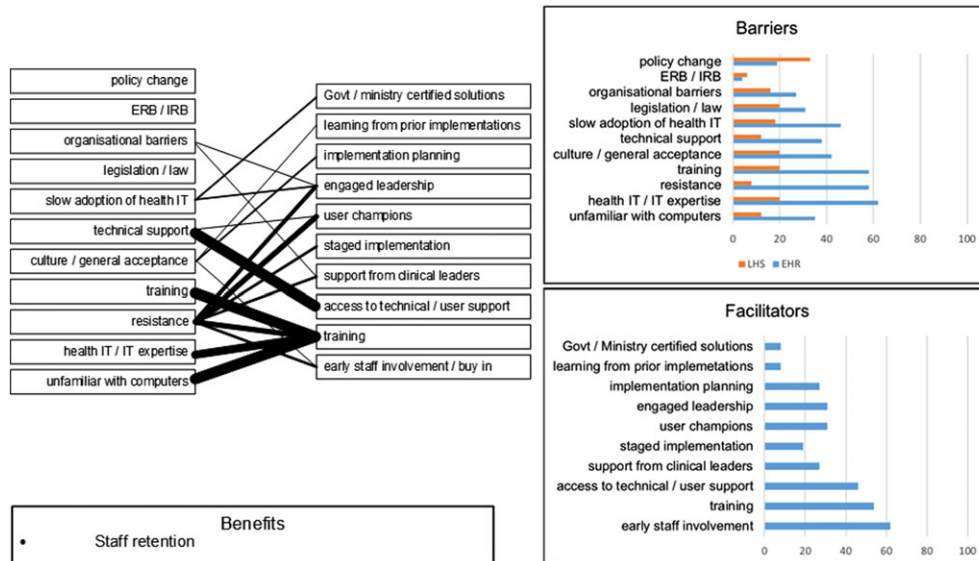 policy change
ERB / IRB
organisational barriers
legislation / law
slow adoption of health IT
technical support
culture / general acceptance
training
resistance
health IT / IT expertise
unfamiliar with computers
Govt / ministry certified solutions
learning from prior implementations
implementation planning
engaged leadership
user champions
staged implementation
support from clinical leaders
access to technical / user support
training
early staff involvement / buy in
Benefits
• Staff retention
Barriers
policy change
ERB / IRB
organisational barriers
legislation / law
slow adoption of health IT
technical support
culture / general acceptance
training
resistance
health IT / IT expertise
unfamiliar with computers
0 20 40 60 80 100
LHS EHR
Facilitators
Govt / Ministry certified solutions
learning from prior implemetations
implementation planning
engaged leadership
user champions
staged implementation
support from clinical leaders
access to technical / user support
training
early staff involvement
0 20 40 60 80 100